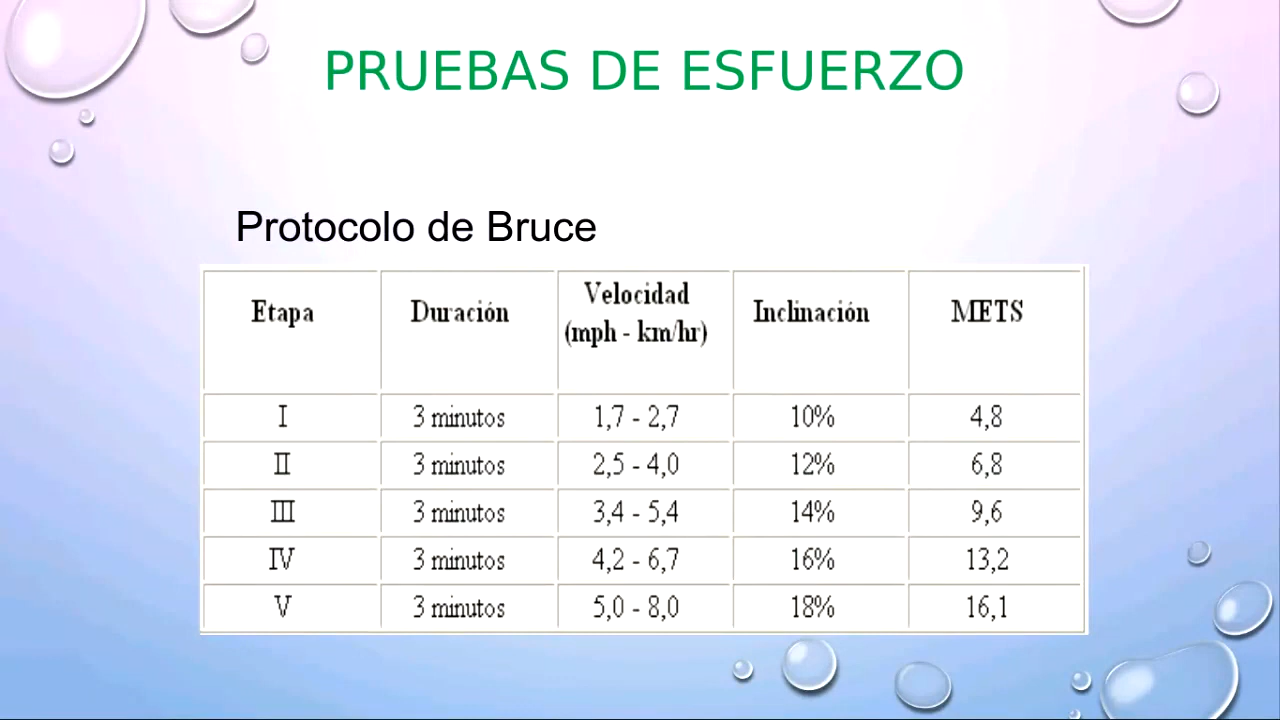 PRUEBAS DE ESFUERZO
Protocolo de Bruce
Etapa Duración Velocidad (mph - km/hr) Inclinación METS
I 3 minutos 1,7 - 2,7 10% 4,8
II 3 minutos 2,5 - 4,0 12% 6,8
III 3 minutos 3,4 - 5,4 14% 9,6
IV 3 minutos 4,2 - 6,7 16% 13,2
V 3 minutos 5,0 - 8,0 18% 16,1